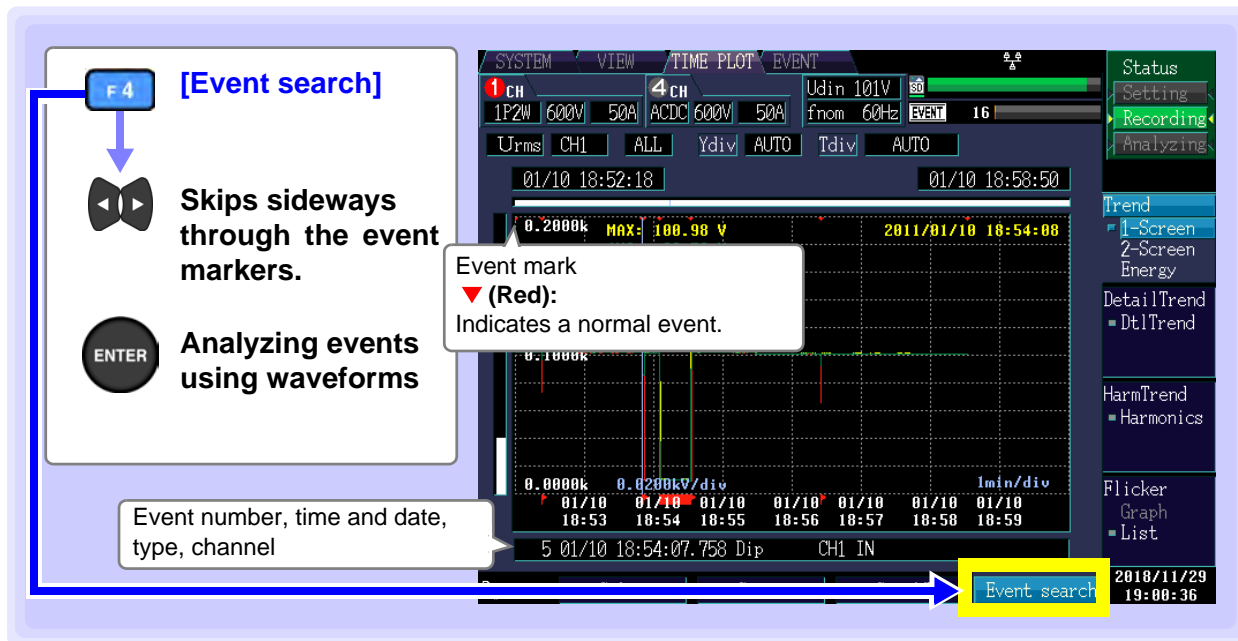 F 4
[Event search]
Skips sideways
through the event
markers.
ENTER
Analyzing events
using waveforms
SYSTEM VIEW TIME PLOT EVENT
1 CH 4 CH Udin 101V SD
1P2W 600V 50A ACDC 600V 50A fnom 60Hz EVENT 16
Urms CH1 ALL Ydiv AUTO Tdiv AUTO
01/10 18:52:18 01/10 18:58:50
0.2000k MAX: 100.98 V 2011/01/10 18:54:08
Event mark
▼ (Red):
Indicates a normal event.
0.1000k
0.0000k 0.0200kV/div 1min/div
01/10 01/10 01/10 01/10 01/10 01/10 01/10
18:53 18:54 18:55 18:56 18:57 18:58 18:59
Event number, time and date,
type, channel
5 01/10 18:54:07.758 Dip CH1 IN
Event search
Status
Setting
Recording
Analyzing
Trend
1-Screen
2-Screen
Energy
DetailTrend
DtlTrend
HarmTrend
Harmonics
Flicker
Graph
List
2018/11/29
19:00:36